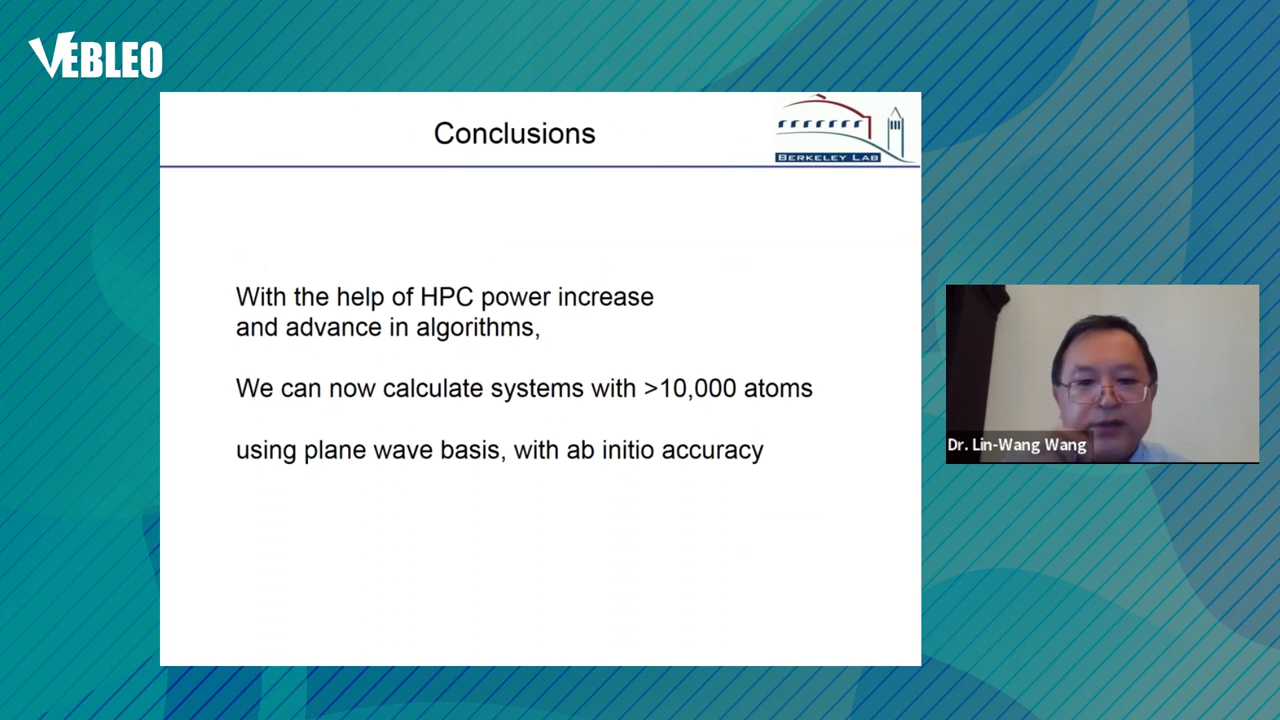 VEBLEO
Conclusions
BERKELEY LAB
With the help of HPC power increase
and advance in algorithms,
We can now calculate systems with >10,000 atoms
using plane wave basis, with ab initio accuracy
Dr. Lin-Wang Wang